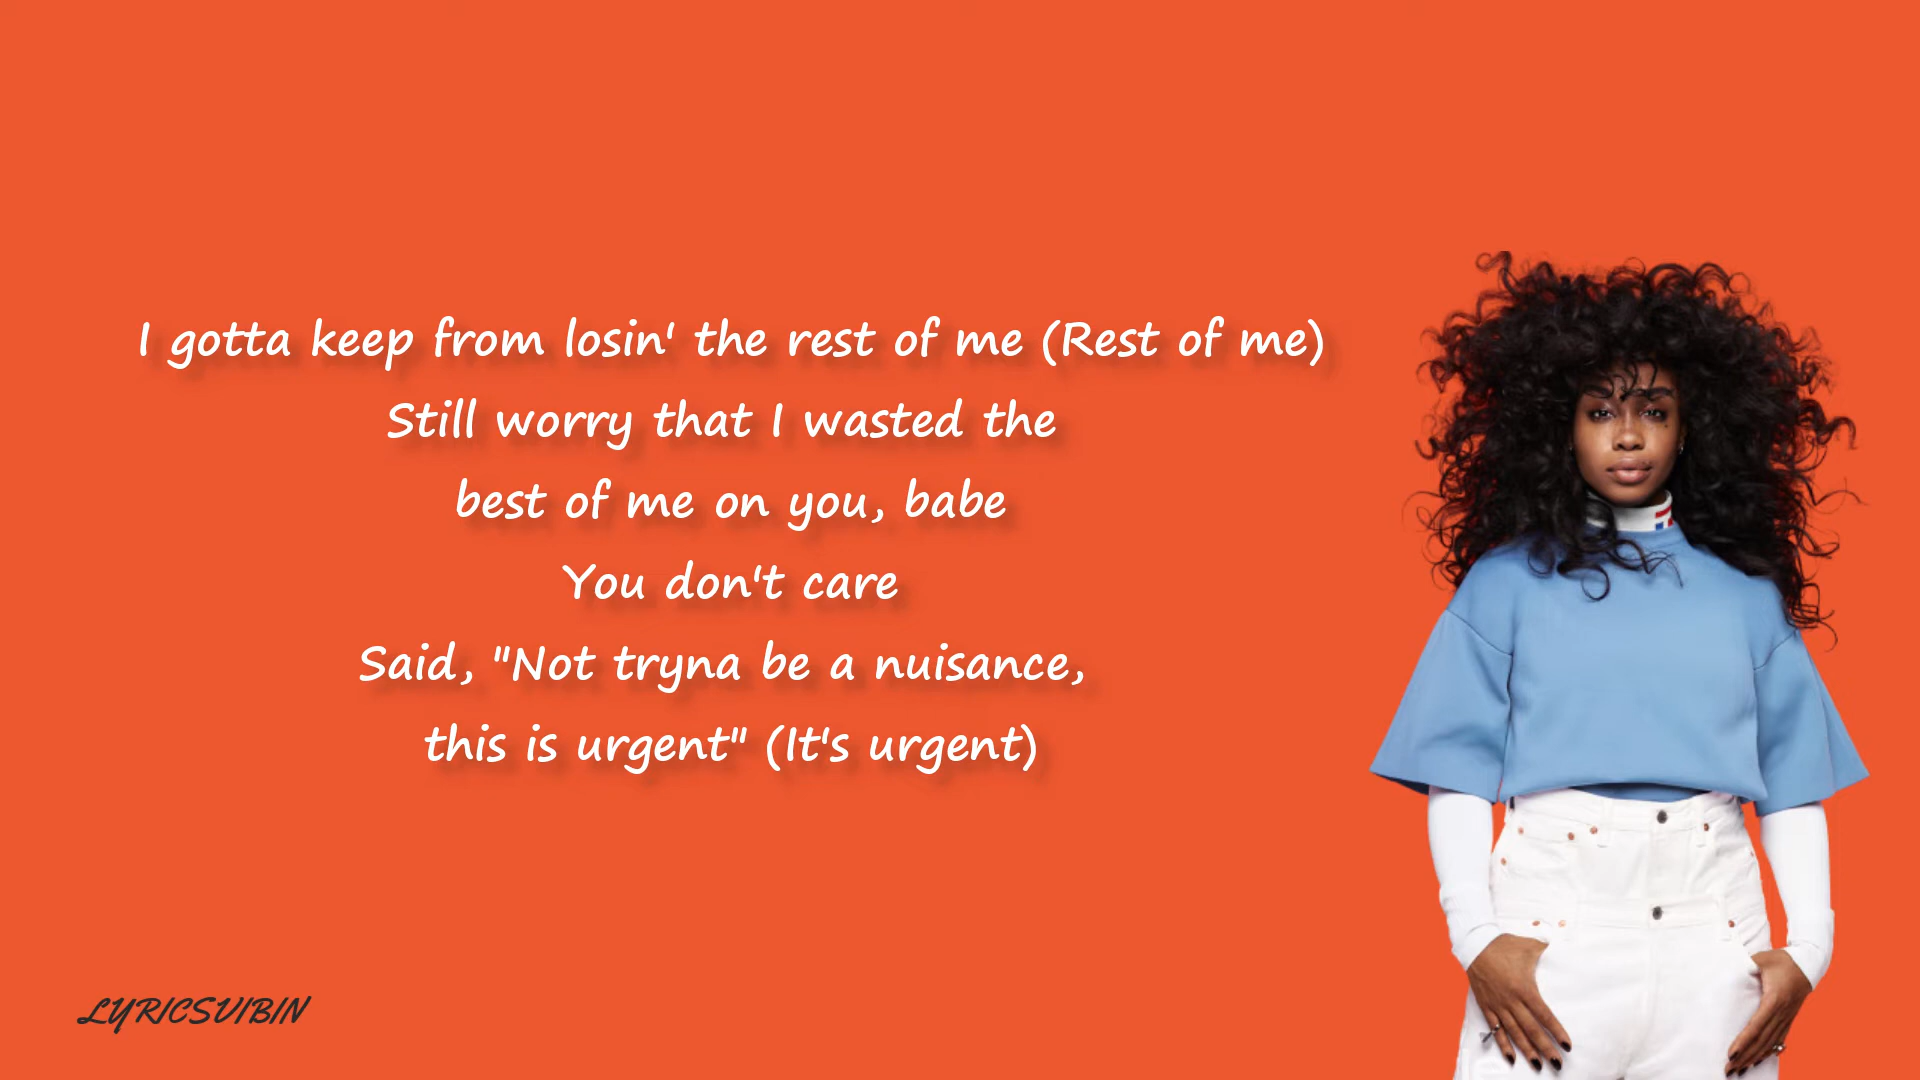 I gotta keep from losin' the rest of me (Rest of me)
Still worry that I wasted the
best of me on you, babe
You don't care
Said, "Not tryna be a nuisance,
this is urgent" (It's urgent)
LYRICSVIBIN